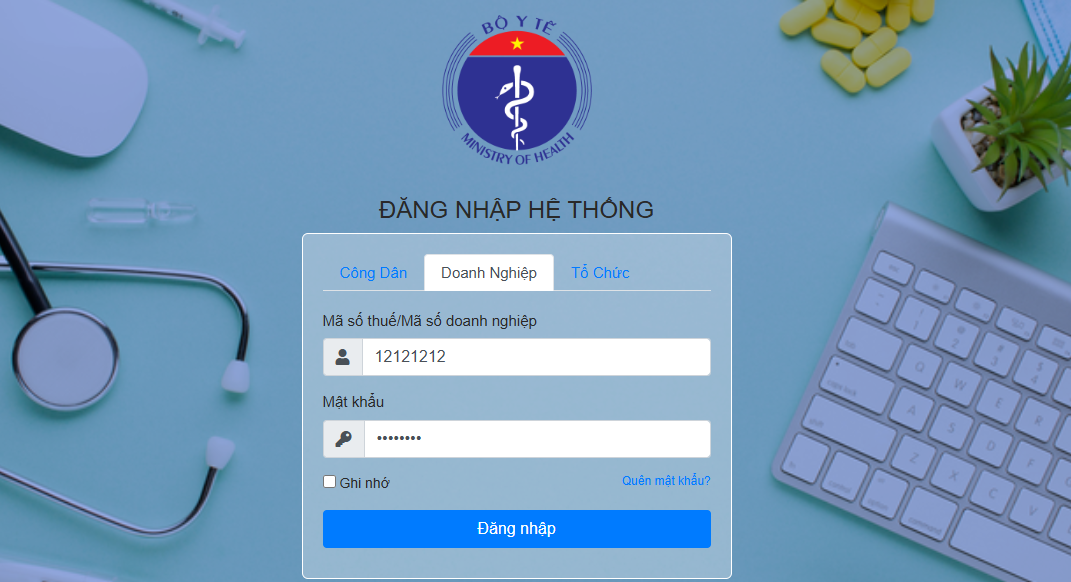 BỘ Y TẾ
MINISTRY OF HEALTH
ĐĂNG NHẬP HỆ THỐNG
Công Dân
Doanh Nghiệp
Tổ Chức
Mã số thuế/Mã số doanh nghiệp
12121212
Mật khẩu
••••••••
Ghi nhớ
Quên mật khẩu?
Đăng nhập